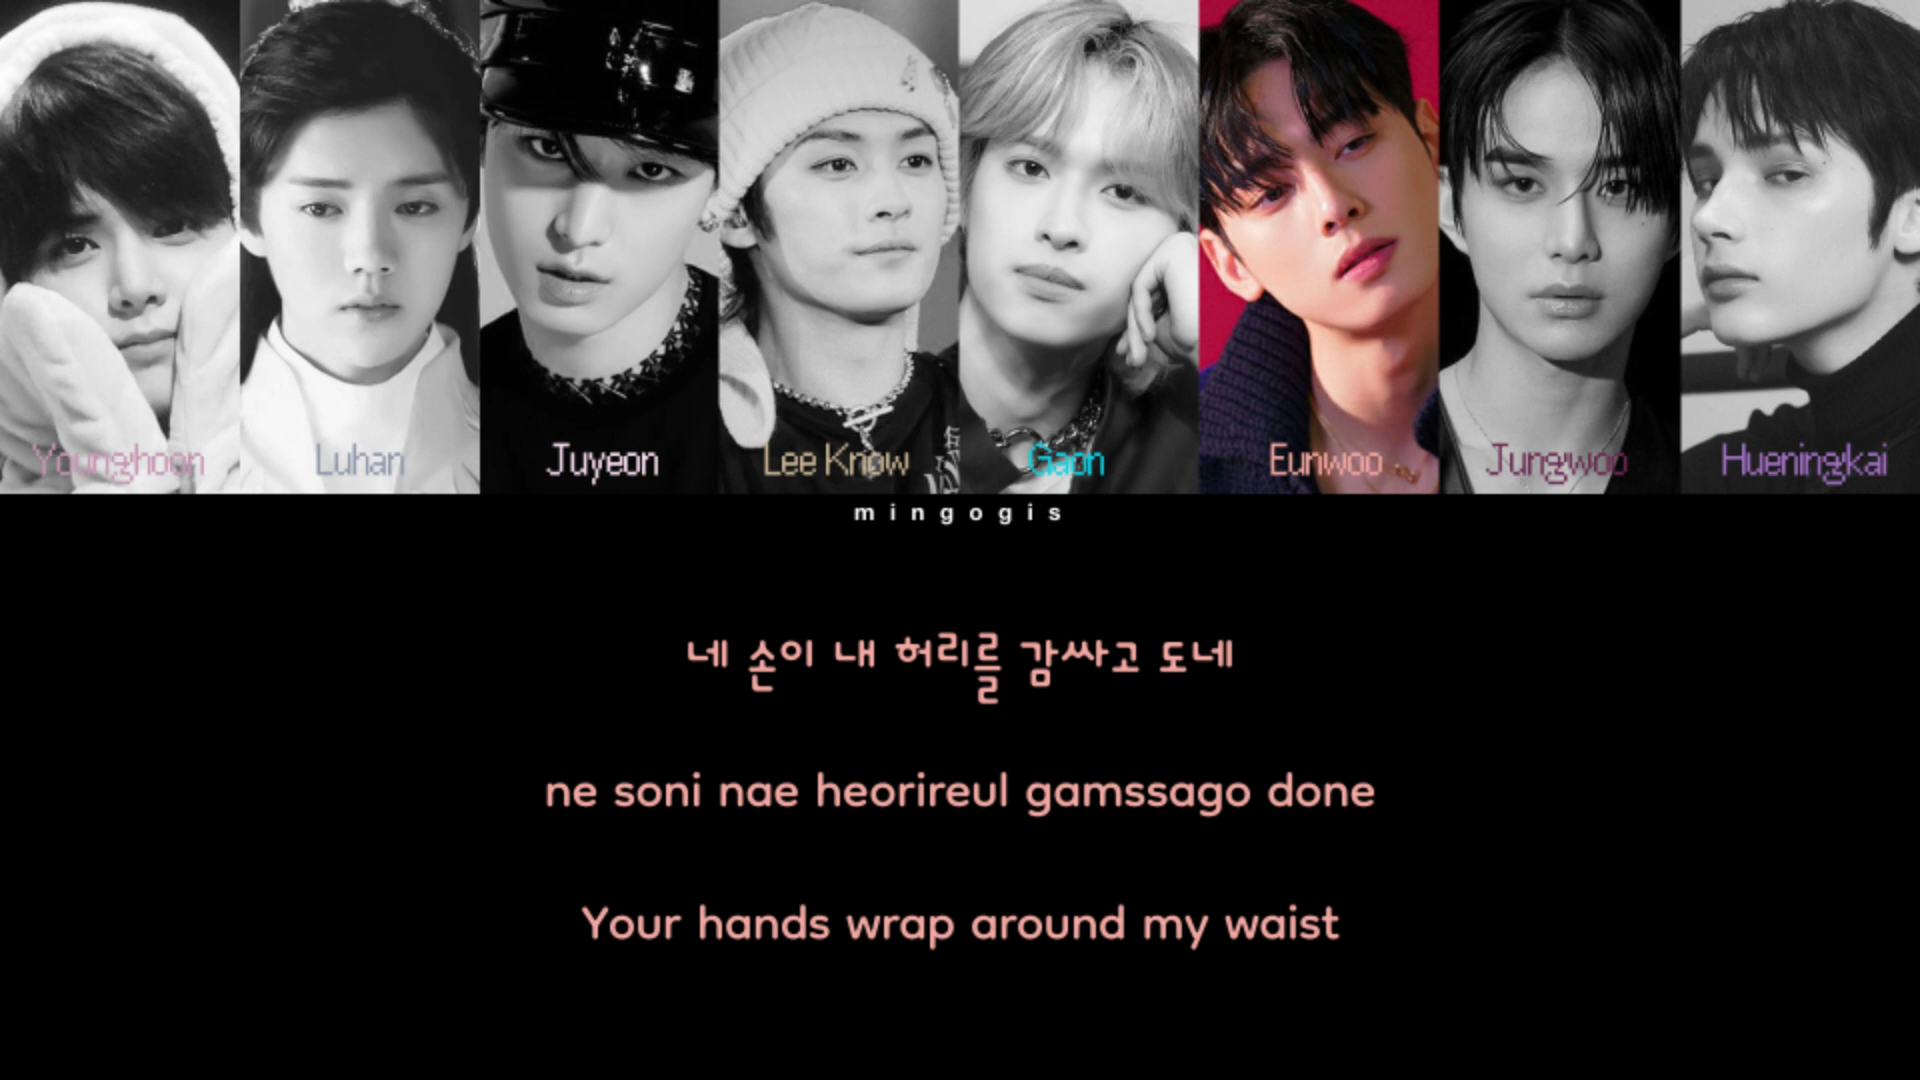 Younghoon Luhan Juyeon Lee Know Gaon Eunwoo Jungwoo Hueningkai
mingogis
네 손이 내 허리를 감싸고 도네
ne soni nae heorireul gamssago done
Your hands wrap around my waist